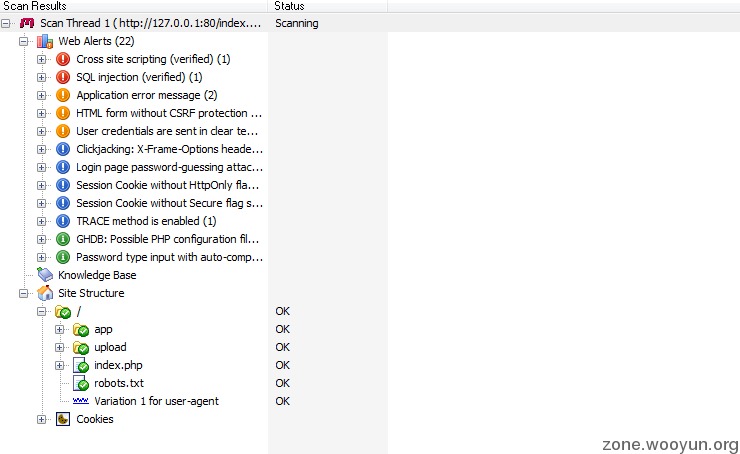 Scan Results Status
Scan Thread 1 ( http://127.0.0.1:80/index.... Scanning
Web Alerts (22)
Cross site scripting (verified) (1)
SQL injection (verified) (1)
Application error message (2)
HTML form without CSRF protection ...
User credentials are sent in clear te...
Clickjacking: X-Frame-Options heade...
Login page password-guessing attac...
Session Cookie without HttpOnly fla...
Session Cookie without Secure flag s...
TRACE method is enabled (1)
GHDB: Possible PHP configuration fil...
Password type input with auto-comp...
Knowledge Base
Site Structure
/ OK
app OK
upload OK
index.php OK
robots.txt OK
Variation 1 for user-agent OK
Cookies
zone.wooyun.org